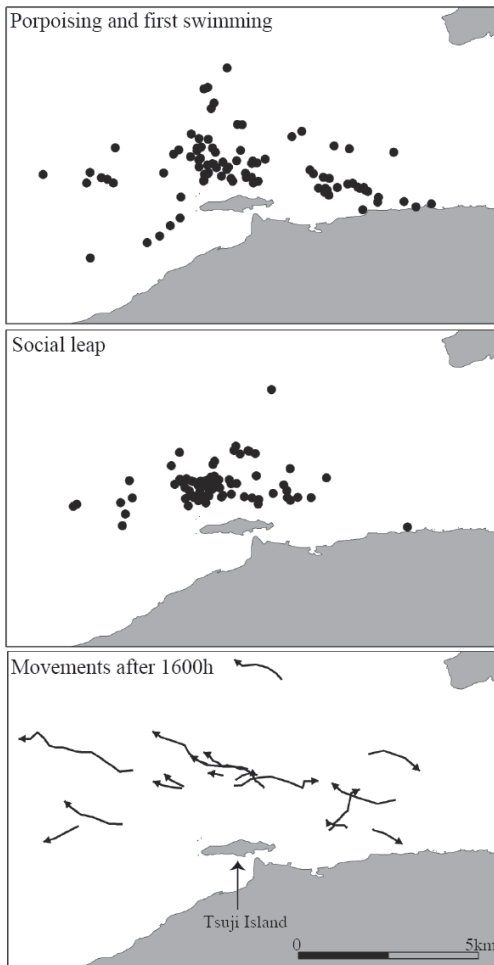 Porpoising and first swimming
Social leap
Movements after 1600h
Tsuji Island
0 5km